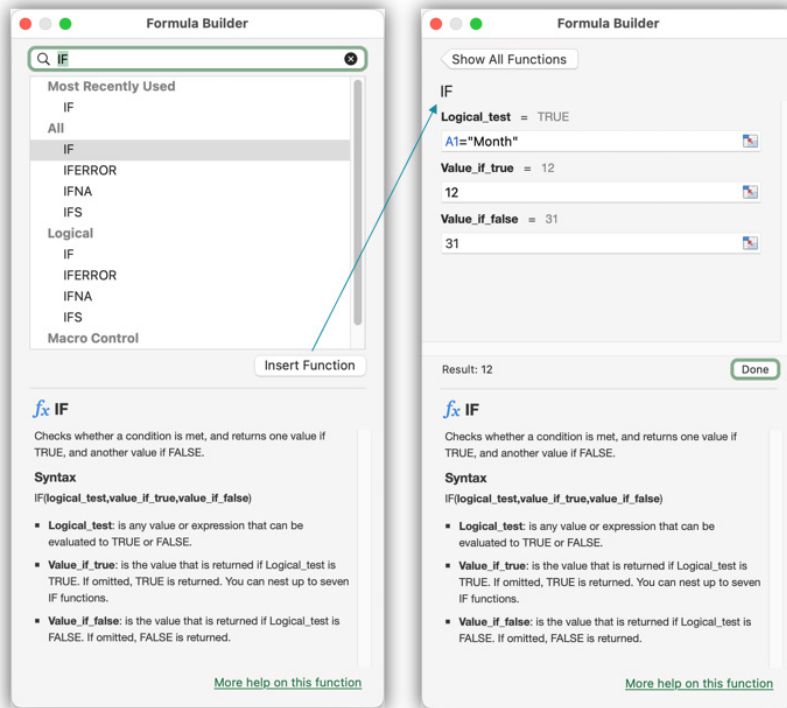 Formula Builder
IF
Most Recently Used
IF
All
IF
IFERROR
IFNA
IFS
Logical
IF
IFERROR
IFNA
IFS
Macro Control
Insert Function
fx IF
Checks whether a condition is met, and returns one value if
TRUE, and another value if FALSE.
Syntax
IF(logical_test,value_if_true,value_if_false)
▪ Logical_test: is any value or expression that can be
evaluated to TRUE or FALSE.
▪ Value_if_true: is the value that is returned if Logical_test is
TRUE. If omitted, TRUE is returned. You can nest up to seven
IF functions.
▪ Value_if_false: is the value that is returned if Logical_test is
FALSE. If omitted, FALSE is returned.
More help on this function
Formula Builder
Show All Functions
IF
Logical_test = TRUE
A1="Month"
Value_if_true = 12
12
Value_if_false = 31
31
Result: 12
Done
fx IF
Checks whether a condition is met, and returns one value if
TRUE, and another value if FALSE.
Syntax
IF(logical_test,value_if_true,value_if_false)
▪ Logical_test: is any value or expression that can be
evaluated to TRUE or FALSE.
▪ Value_if_true: is the value that is returned if Logical_test is
TRUE. If omitted, TRUE is returned. You can nest up to seven
IF functions.
▪ Value_if_false: is the value that is returned if Logical_test is
FALSE. If omitted, FALSE is returned.
More help on this function